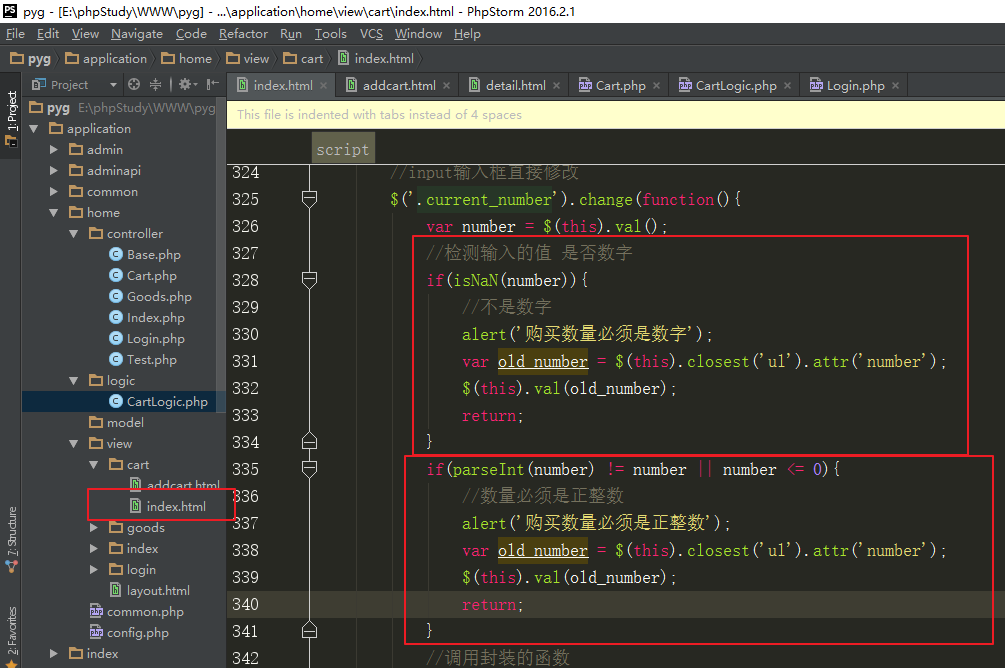 pyg - [E:\phpStudy\WWW\pyg] - ...\application\home\view\cart\index.html - PhpStorm 2016.2.1
File Edit View Navigate Code Refactor Run Tools VCS Window Help
pyg application home view cart index.html
Project
index.html addcart.html detail.html Cart.php CartLogic.php Login.php
1: Project
7: Structure
2: Favorites
pyg E:\phpStudy\WWW\pyg
application
admin
adminapi
common
home
controller
Base.php
Cart.php
Goods.php
Index.php
Login.php
Test.php
logic
CartLogic.php
model
view
cart
addcart.html
index.html
goods
index
login
layout.html
common.php
config.php
index
This file is indented with tabs instead of 4 spaces
script
324 //input输入框直接修改
325 $('.current_number').change(function(){
326 var number = $(this).val();
327 //检测输入的值 是否数字
328 if(isNaN(number)){
329 //不是数字
330 alert('购买数量必须是数字');
331 var old_number = $(this).closest('ul').attr('number');
332 $(this).val(old_number);
333 return;
334 }
335 if(parseInt(number) != number || number <= 0){
336 //数量必须是正整数
337 alert('购买数量必须是正整数');
338 var old_number = $(this).closest('ul').attr('number');
339 $(this).val(old_number);
340 return;
341 }
342 //调用封装的函数